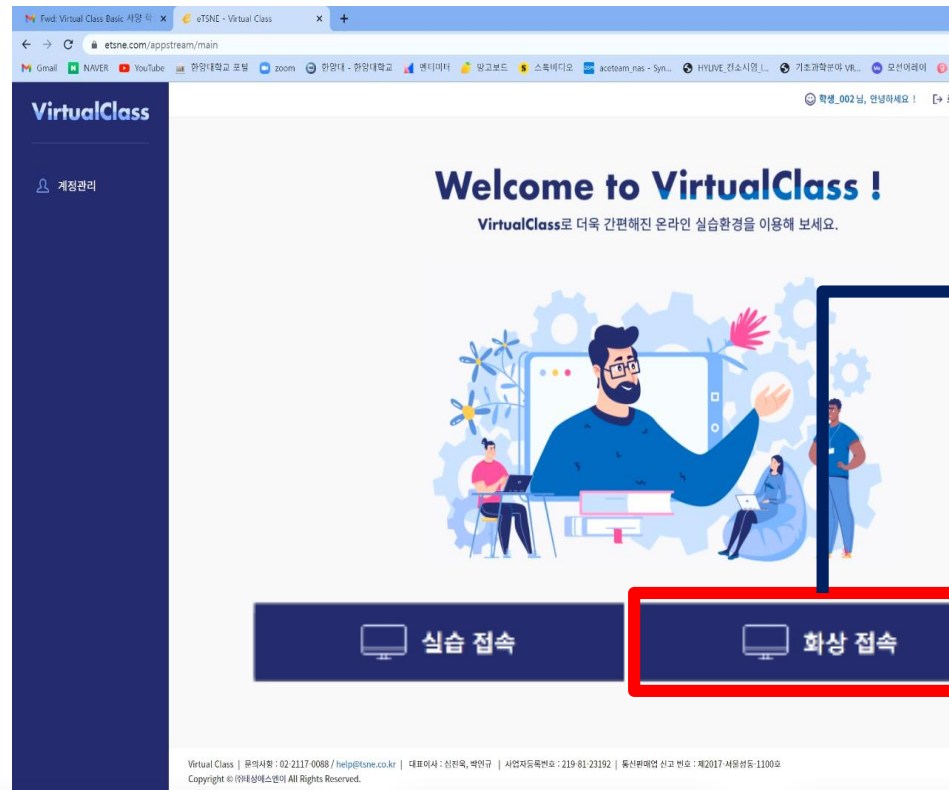 Fwd: Virtual Class Basic 사양 학
eTSNE - Virtual Class
etsne.com/appstream/main
Gmail
NAVER
YouTube
한양대학교 포털
zoom
한양대 - 한양대학교
멘티미터
망고보드
스톡비디오
aceteam_nas - Syn...
HYLIVE_컨소시엄_I...
기초과학분야 VR...
모션어레이
VirtualClass
학생_002 님, 안녕하세요 !
계정관리
Welcome to VirtualClass !
VirtualClass로 더욱 간편해진 온라인 실습환경을 이용해 보세요.
실습 접속
화상 접속
Virtual Class | 문의사항 : 02-2117-0088 / help@tsne.co.kr | 대표이사 : 심진욱, 박인규 | 사업자등록번호 : 219-81-23192 | 통신판매업 신고 번호 : 제2017-서울성동-1100호
Copyright © (주)태성에스엔이 All Rights Reserved.